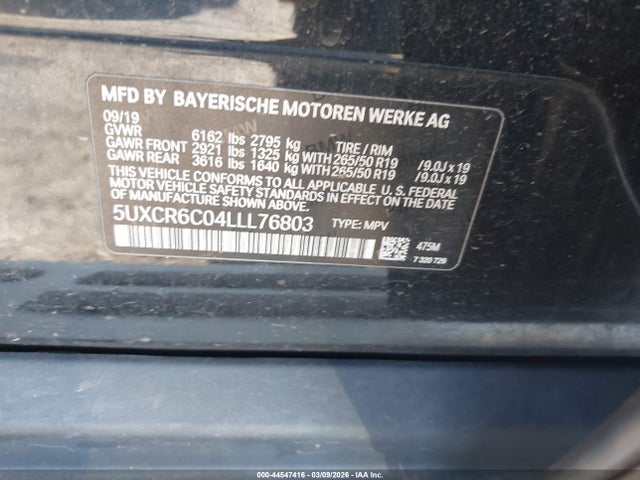 MFD BY BAYERISCHE MOTOREN WERKE AG
09/19
GVWR 6162 lbs 2795 kg TIRE / RIM
GAWR FRONT 2921 lbs 1325 kg WITH 265/50 R19 /9.0J x 19
GAWR REAR 3616 lbs 1640 kg WITH 265/50 R19 /9.0J x 19
THIS VEHICLE CONFORMS TO ALL APPLICABLE U.S. FEDERAL
MOTOR VEHICLE SAFETY STANDARDS IN EFFECT ON THE DATE
OF MANUFACTURE SHOWN ABOVE.
5UXCR6C04LLL76803 TYPE: MPV
475M
7 320 729
000-44547416 | 03/09/2026 - IAA Inc.